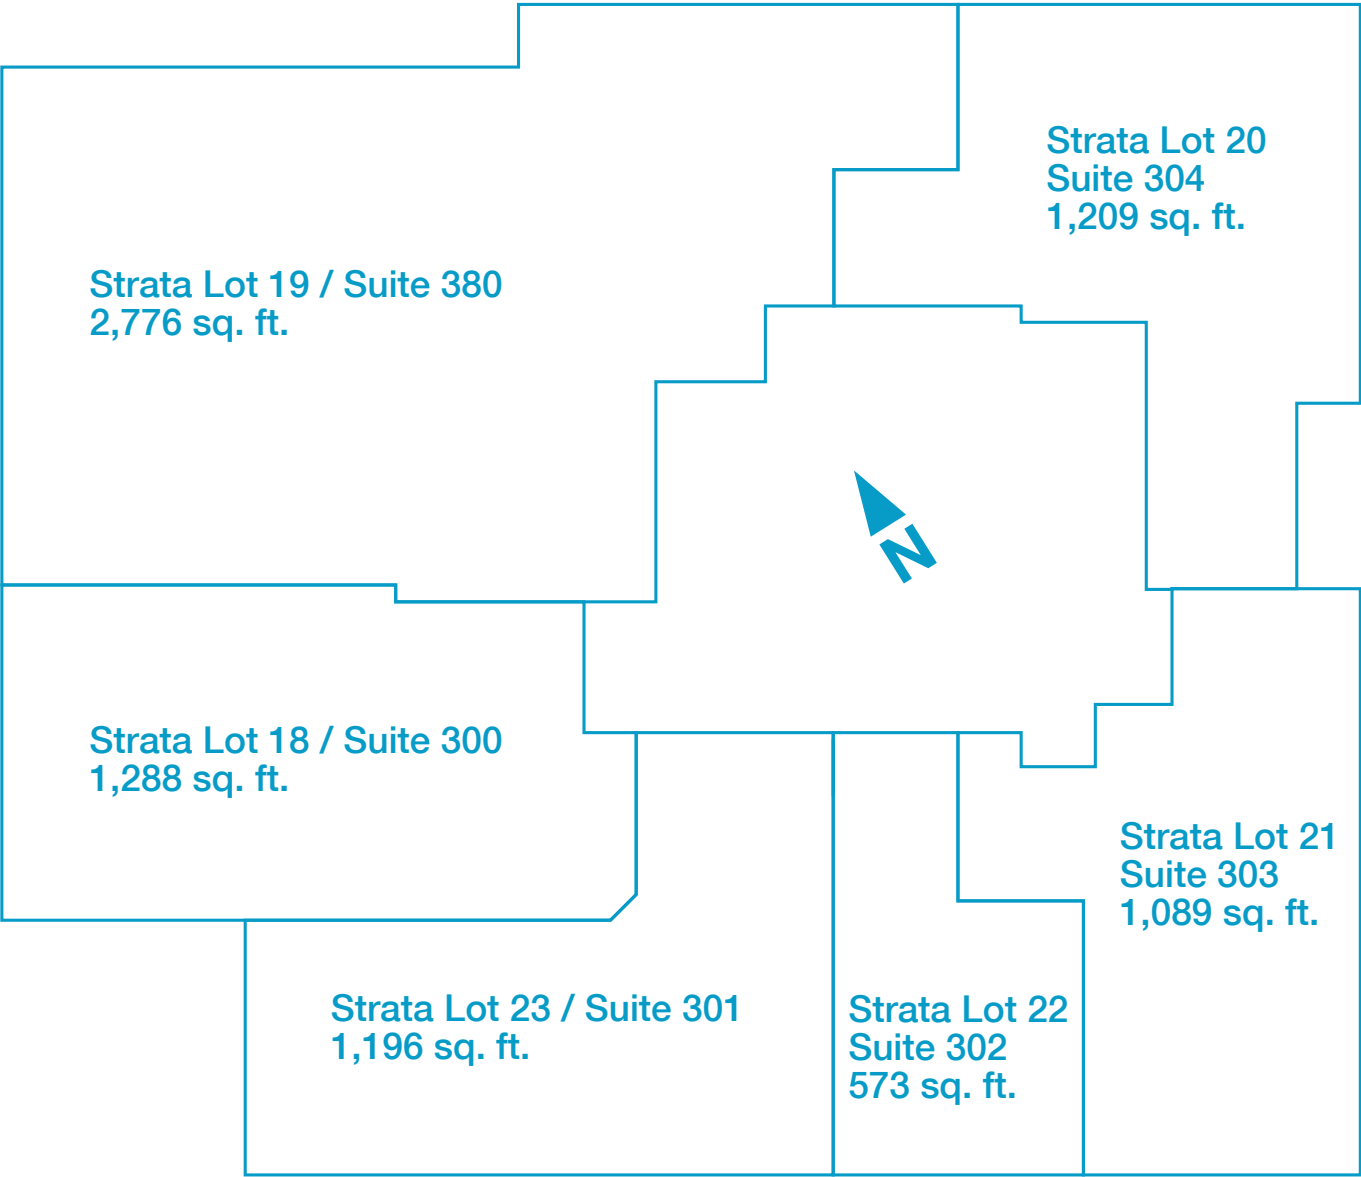 Strata Lot 20
Suite 304
1,209 sq. ft.
Strata Lot 19 / Suite 380
2,776 sq. ft.
N
Strata Lot 18 / Suite 300
1,288 sq. ft.
Strata Lot 21
Suite 303
1,089 sq. ft.
Strata Lot 23 / Suite 301
1,196 sq. ft.
Strata Lot 22
Suite 302
573 sq. ft.